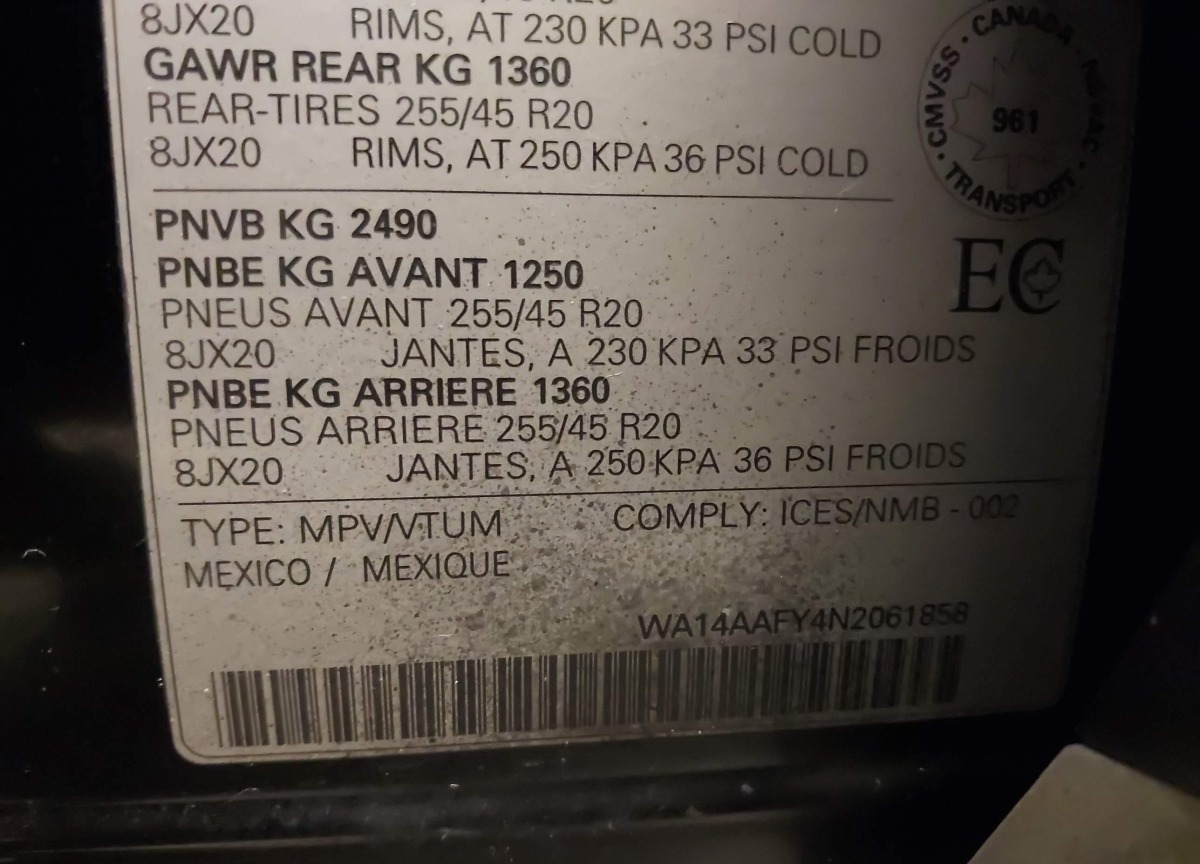 8JX20 RIMS, AT 230 KPA 33 PSI COLD
GAWR REAR KG 1360
REAR-TIRES 255/45 R20
8JX20 RIMS, AT 250 KPA 36 PSI COLD
CANADA · NSVAC · TRANSPORT · CMVSS ·
961
PNVB KG 2490
EC
PNBE KG AVANT 1250
PNEUS AVANT 255/45 R20
8JX20 JANTES, A 230 KPA 33 PSI FROIDS
PNBE KG ARRIERE 1360
PNEUS ARRIERE 255/45 R20
8JX20 JANTES, A 250 KPA 36 PSI FROIDS
TYPE: MPV/VTUM COMPLY: ICES/NMB - 002
MEXICO / MEXIQUE
WA14AAFY4N2061858